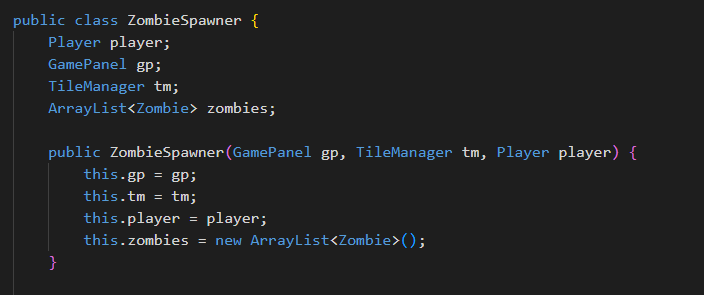 public class ZombieSpawner {
Player player;
GamePanel gp;
TileManager tm;
ArrayList<Zombie> zombies;
public ZombieSpawner(GamePanel gp, TileManager tm, Player player) {
this.gp = gp;
this.tm = tm;
this.player = player;
this.zombies = new ArrayList<Zombie>();
}